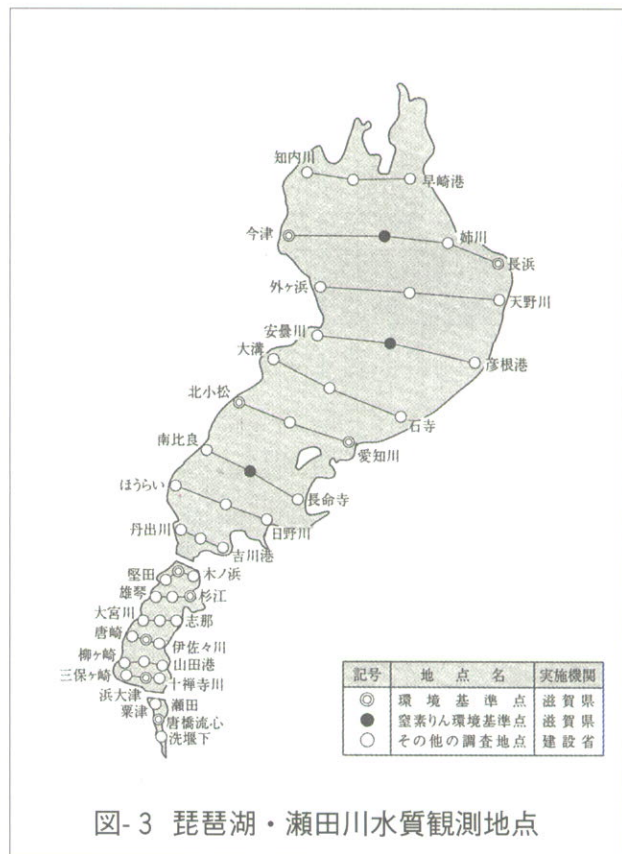 知内川
早崎港
今津
姉川
長浜
外ヶ浜
天野川
安曇川
大溝
彦根港
北小松
石寺
愛知川
南比良
ほうらい
長命寺
日野川
丹出川
吉川港
堅田
木ノ浜
雄琴
杉江
大宮川
志那
唐崎
伊佐々川
柳ヶ崎
山田港
三保ヶ崎
十禅寺川
浜大津
粟津
瀬田
唐橋流心
洗堰下
記号 地点名 実施機関
◎ 環境基準点 滋賀県
● 窒素りん環境基準点 滋賀県
○ その他の調査地点 建設省
図-3 琵琶湖・瀬田川水質観測地点